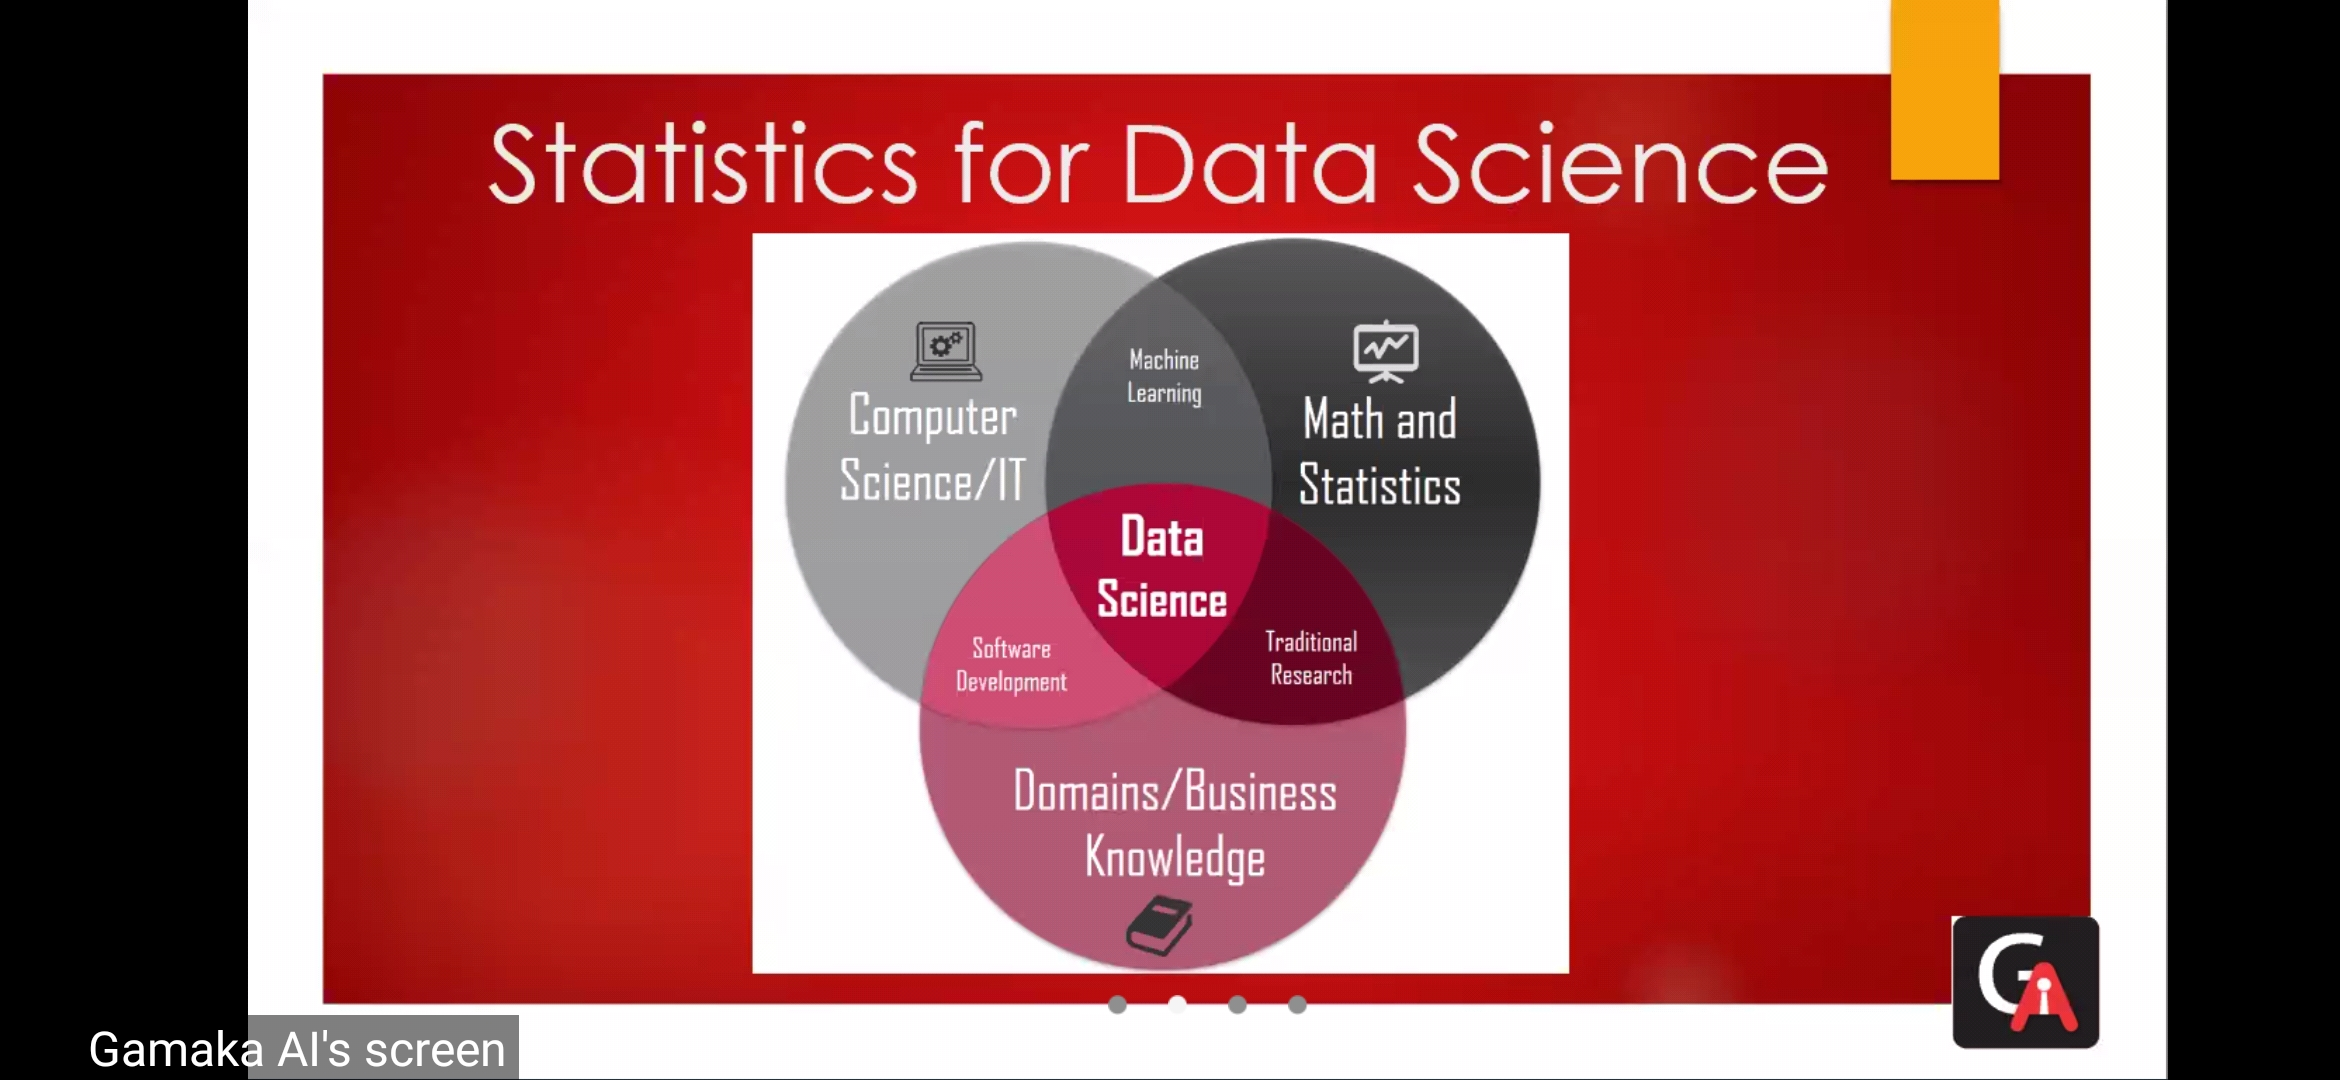 Statistics for Data Science
Computer
Science/IT
Machine
Learning
Math and
Statistics
Data
Science
Software
Development
Traditional
Research
Domains/Business
Knowledge
GA
Gamaka AI's screen